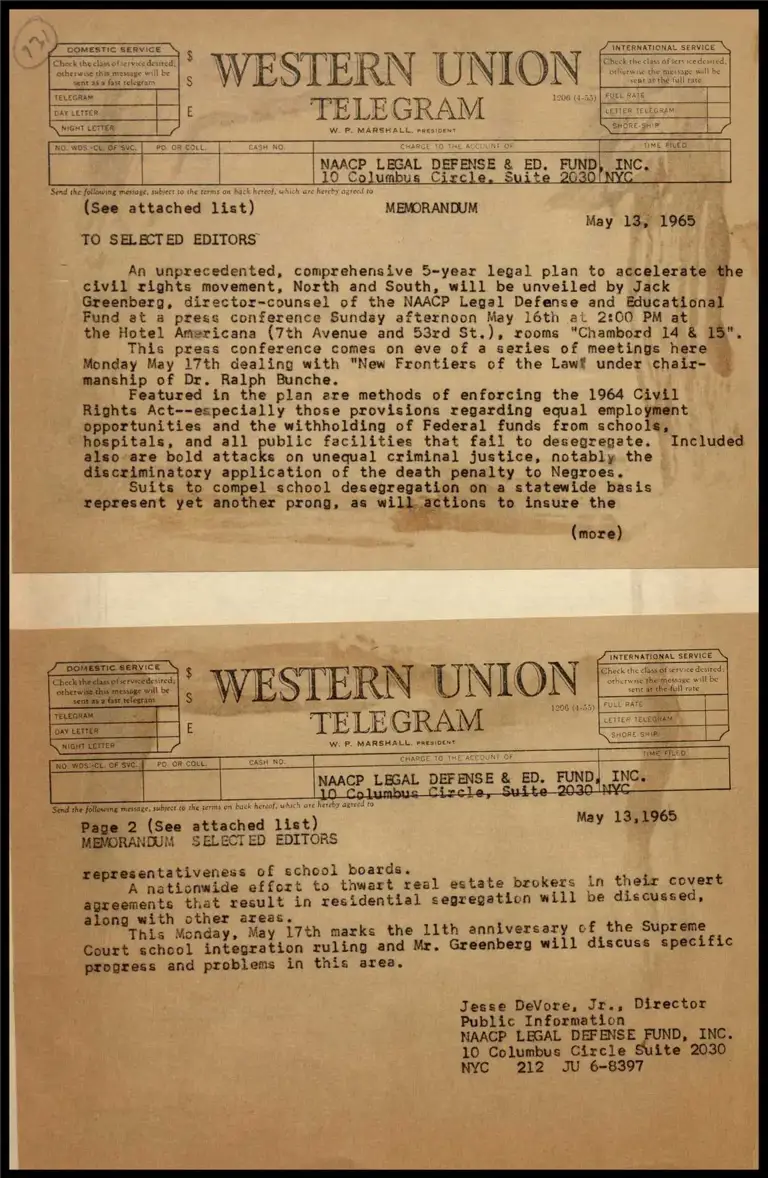 121
DOMESTIC SERVICE
Check the class of service desired;
otherwise this message will be
sent as a fast telegram
TELEGRAM
DAY LETTER
NIGHT LETTER
$
S
E
WESTERN UNION
TELEGRAM
W. P. MARSHALL, PRESIDENT
1206 (4-55)
INTERNATIONAL SERVICE
Check the class of service desired;
otherwise the message will be
sent at the full rate
FULL RATE
LETTER TELEGRAM
SHORE-SHIP
NO. WDS.-CL. OF SVC. PD. OR COLL. CASH NO. CHARGE TO THE ACCOUNT OF TIME FILED
NAACP LEGAL DEFENSE & ED. FUND, INC.
10 Columbus Circle, Suite 2030 NYC
Send the following message, subject to the terms on back hereof, which are hereby agreed to
(See attached list) MEMORANDUM
May 13, 1965
TO SELECTED EDITORS
An unprecedented, comprehensive 5-year legal plan to accelerate the
civil rights movement, North and South, will be unveiled by Jack
Greenberg, director-counsel of the NAACP Legal Defense and Educational
Fund at a press conference Sunday afternoon May 16th at 2:00 PM at
the Hotel Americana (7th Avenue and 53rd St.), rooms "Chambord 14 & 15".
This press conference comes on eve of a series of meetings here
Monday May 17th dealing with "New Frontiers of the Law" under chair-
manship of Dr. Ralph Bunche.
Featured in the plan are methods of enforcing the 1964 Civil
Rights Act--especially those provisions regarding equal employment
opportunities and the withholding of Federal funds from schools,
hospitals, and all public facilities that fail to desegregate. Included
also are bold attacks on unequal criminal justice, notably the
discriminatory application of the death penalty to Negroes.
Suits to compel school desegregation on a statewide basis
represent yet another prong, as will actions to insure the
(more)
DOMESTIC SERVICE
Check the class of service desired;
otherwise this message will be
sent as a fast telegram
TELEGRAM
DAY LETTER
NIGHT LETTER
$
S
E
WESTERN UNION
TELEGRAM
W. P. MARSHALL, PRESIDENT
1206 (4-55)
INTERNATIONAL SERVICE
Check the class of service desired;
otherwise the message will be
sent at the full rate
FULL RATE
LETTER TELEGRAM
SHORE-SHIP
NO. WDS.-CL. OF SVC. PD. OR COLL. CASH NO. CHARGE TO THE ACCOUNT OF TIME FILED
NAACP LEGAL DEFENSE & ED. FUND, INC.
10 Columbus Circle, Suite 2030 NYC
Send the following message, subject to the terms on back hereof, which are hereby agreed to
Page 2 (See attached list) May 13,1965
MEMORANDUM SELECTED EDITORS
representativeness of school boards.
A nationwide effort to thwart real estate brokers in their covert
agreements that result in residential segregation will be discussed,
along with other areas.
This Monday, May 17th marks the 11th anniversary of the Supreme
Court school integration ruling and Mr. Greenberg will discuss specific
progress and problems in this area.
Jesse DeVore, Jr., Director
Public Information
NAACP LEGAL DEFENSE FUND, INC.
10 Columbus Circle Suite 2030
NYC 212 JU 6-8397